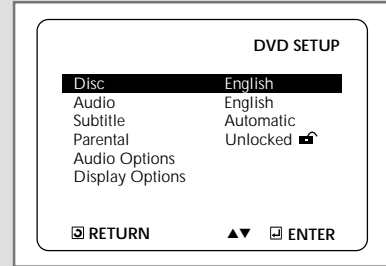 DVD SETUP
Disc English
Audio English
Subtitle Automatic
Parental Unlocked
Audio Options
Display Options
RETURN ▲▼ ENTER